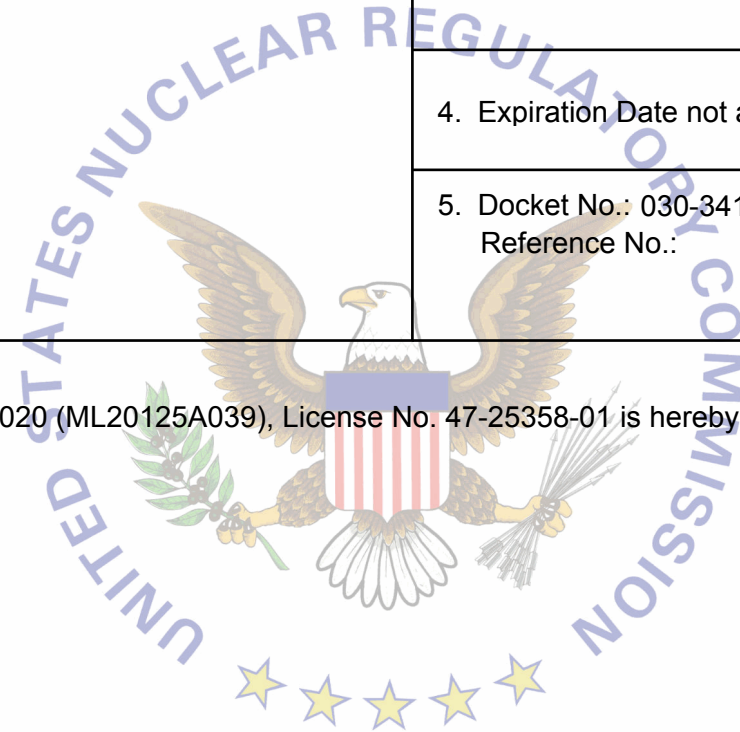 UNITED STATES NUCLEAR REGULATORY COMMISSION
4. Expiration Date not
5. Docket No.: 030-341
Reference No.:
020 (ML20125A039), License No. 47-25358-01 is hereby